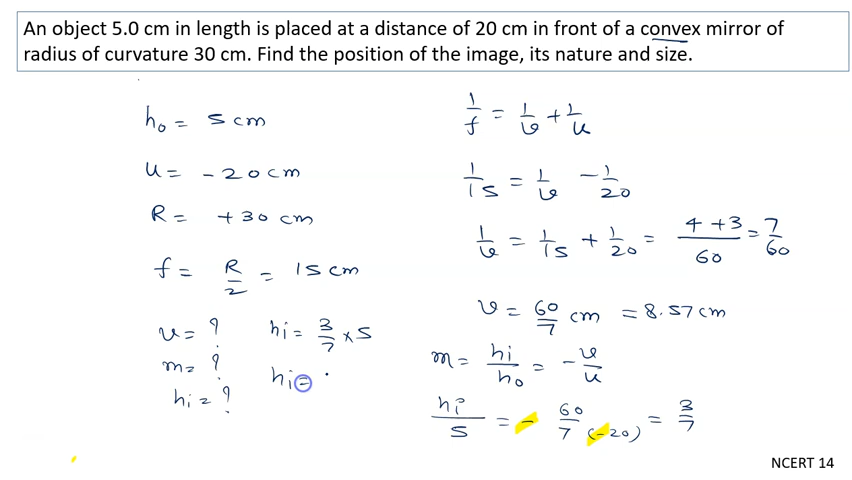 An object 5.0 cm in length is placed at a distance of 20 cm in front of a convex mirror of
radius of curvature 30 cm. Find the position of the image, its nature and size.
h₀ = 5 cm
u = -20 cm
R = +30 cm
f = R/2 = 15 cm
v = ?
m = ?
hi = ?
hi = 3/7 × 5
hi =
1/f = 1/v + 1/u
1/15 = 1/v - 1/20
1/v = 1/15 + 1/20 = 4+3/60 = 7/60
v = 60/7 cm = 8.57 cm
m = hi/h₀ = -v/u
hi/5 = - 60/7(-20) = 3/7
NCERT 14